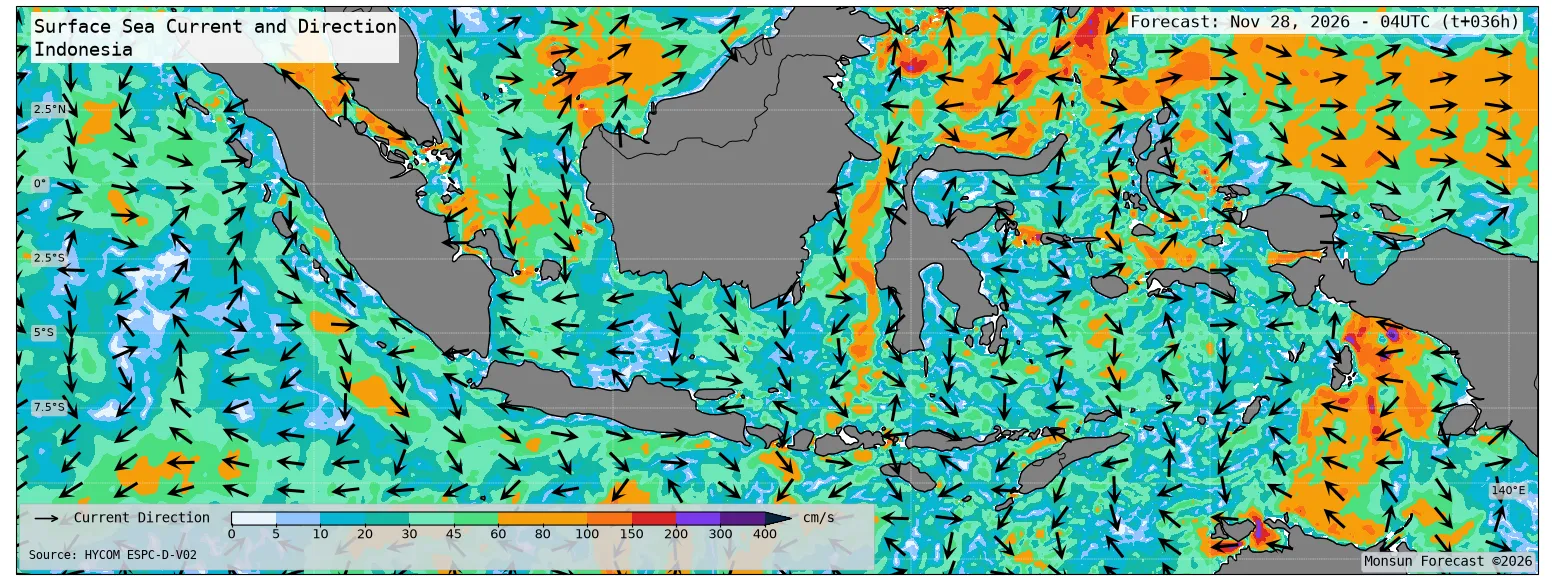 Surface Sea Current and Direction
Indonesia
Forecast: Nov 28, 2026 - 04UTC (t+036h)
2.5°N
0°
2.5°S
5°S
7.5°S
140°E
Current Direction
0 5 10 20 30 45 60 80 100 150 200 300 400 cm/s
Source: HYCOM ESPC-D-V02
Monsun Forecast ©2026